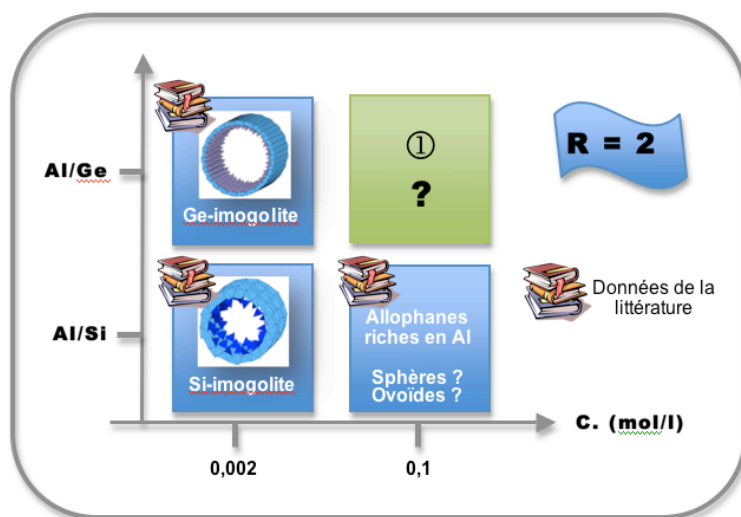 Al/Ge
Ge-imogolite
①
?
R = 2
Al/Si
Si-imogolite
Allophanes
riches en Al
Sphères ?
Ovoïdes ?
Données de la
littérature
C. (mol/l)
0,002
0,1